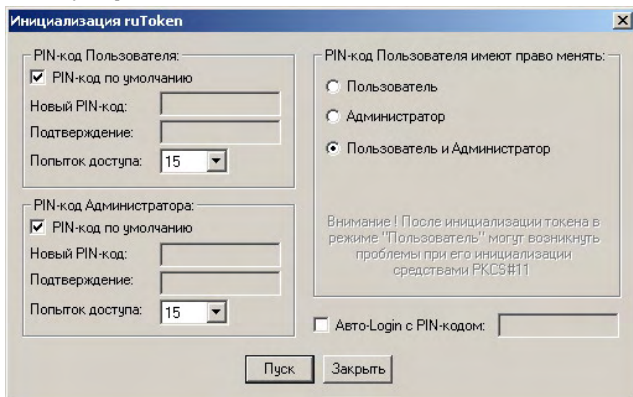 Инициализация ruToken
PIN-код Пользователя:
PIN-код по умолчанию
Новый PIN-код:
Подтверждение:
Попыток доступа: 15
PIN-код Администратора:
PIN-код по умолчанию
Новый PIN-код:
Подтверждение:
Попыток доступа: 15
PIN-код Пользователя имеют право менять:
Пользователь
Администратор
Пользователь и Администратор
Внимание ! После инициализации токена в
режиме "Пользователь" могут возникнуть
проблемы при его инициализации
средствами PKCS#11
Авто-Login с PIN-кодом:
Пуск Закрыть